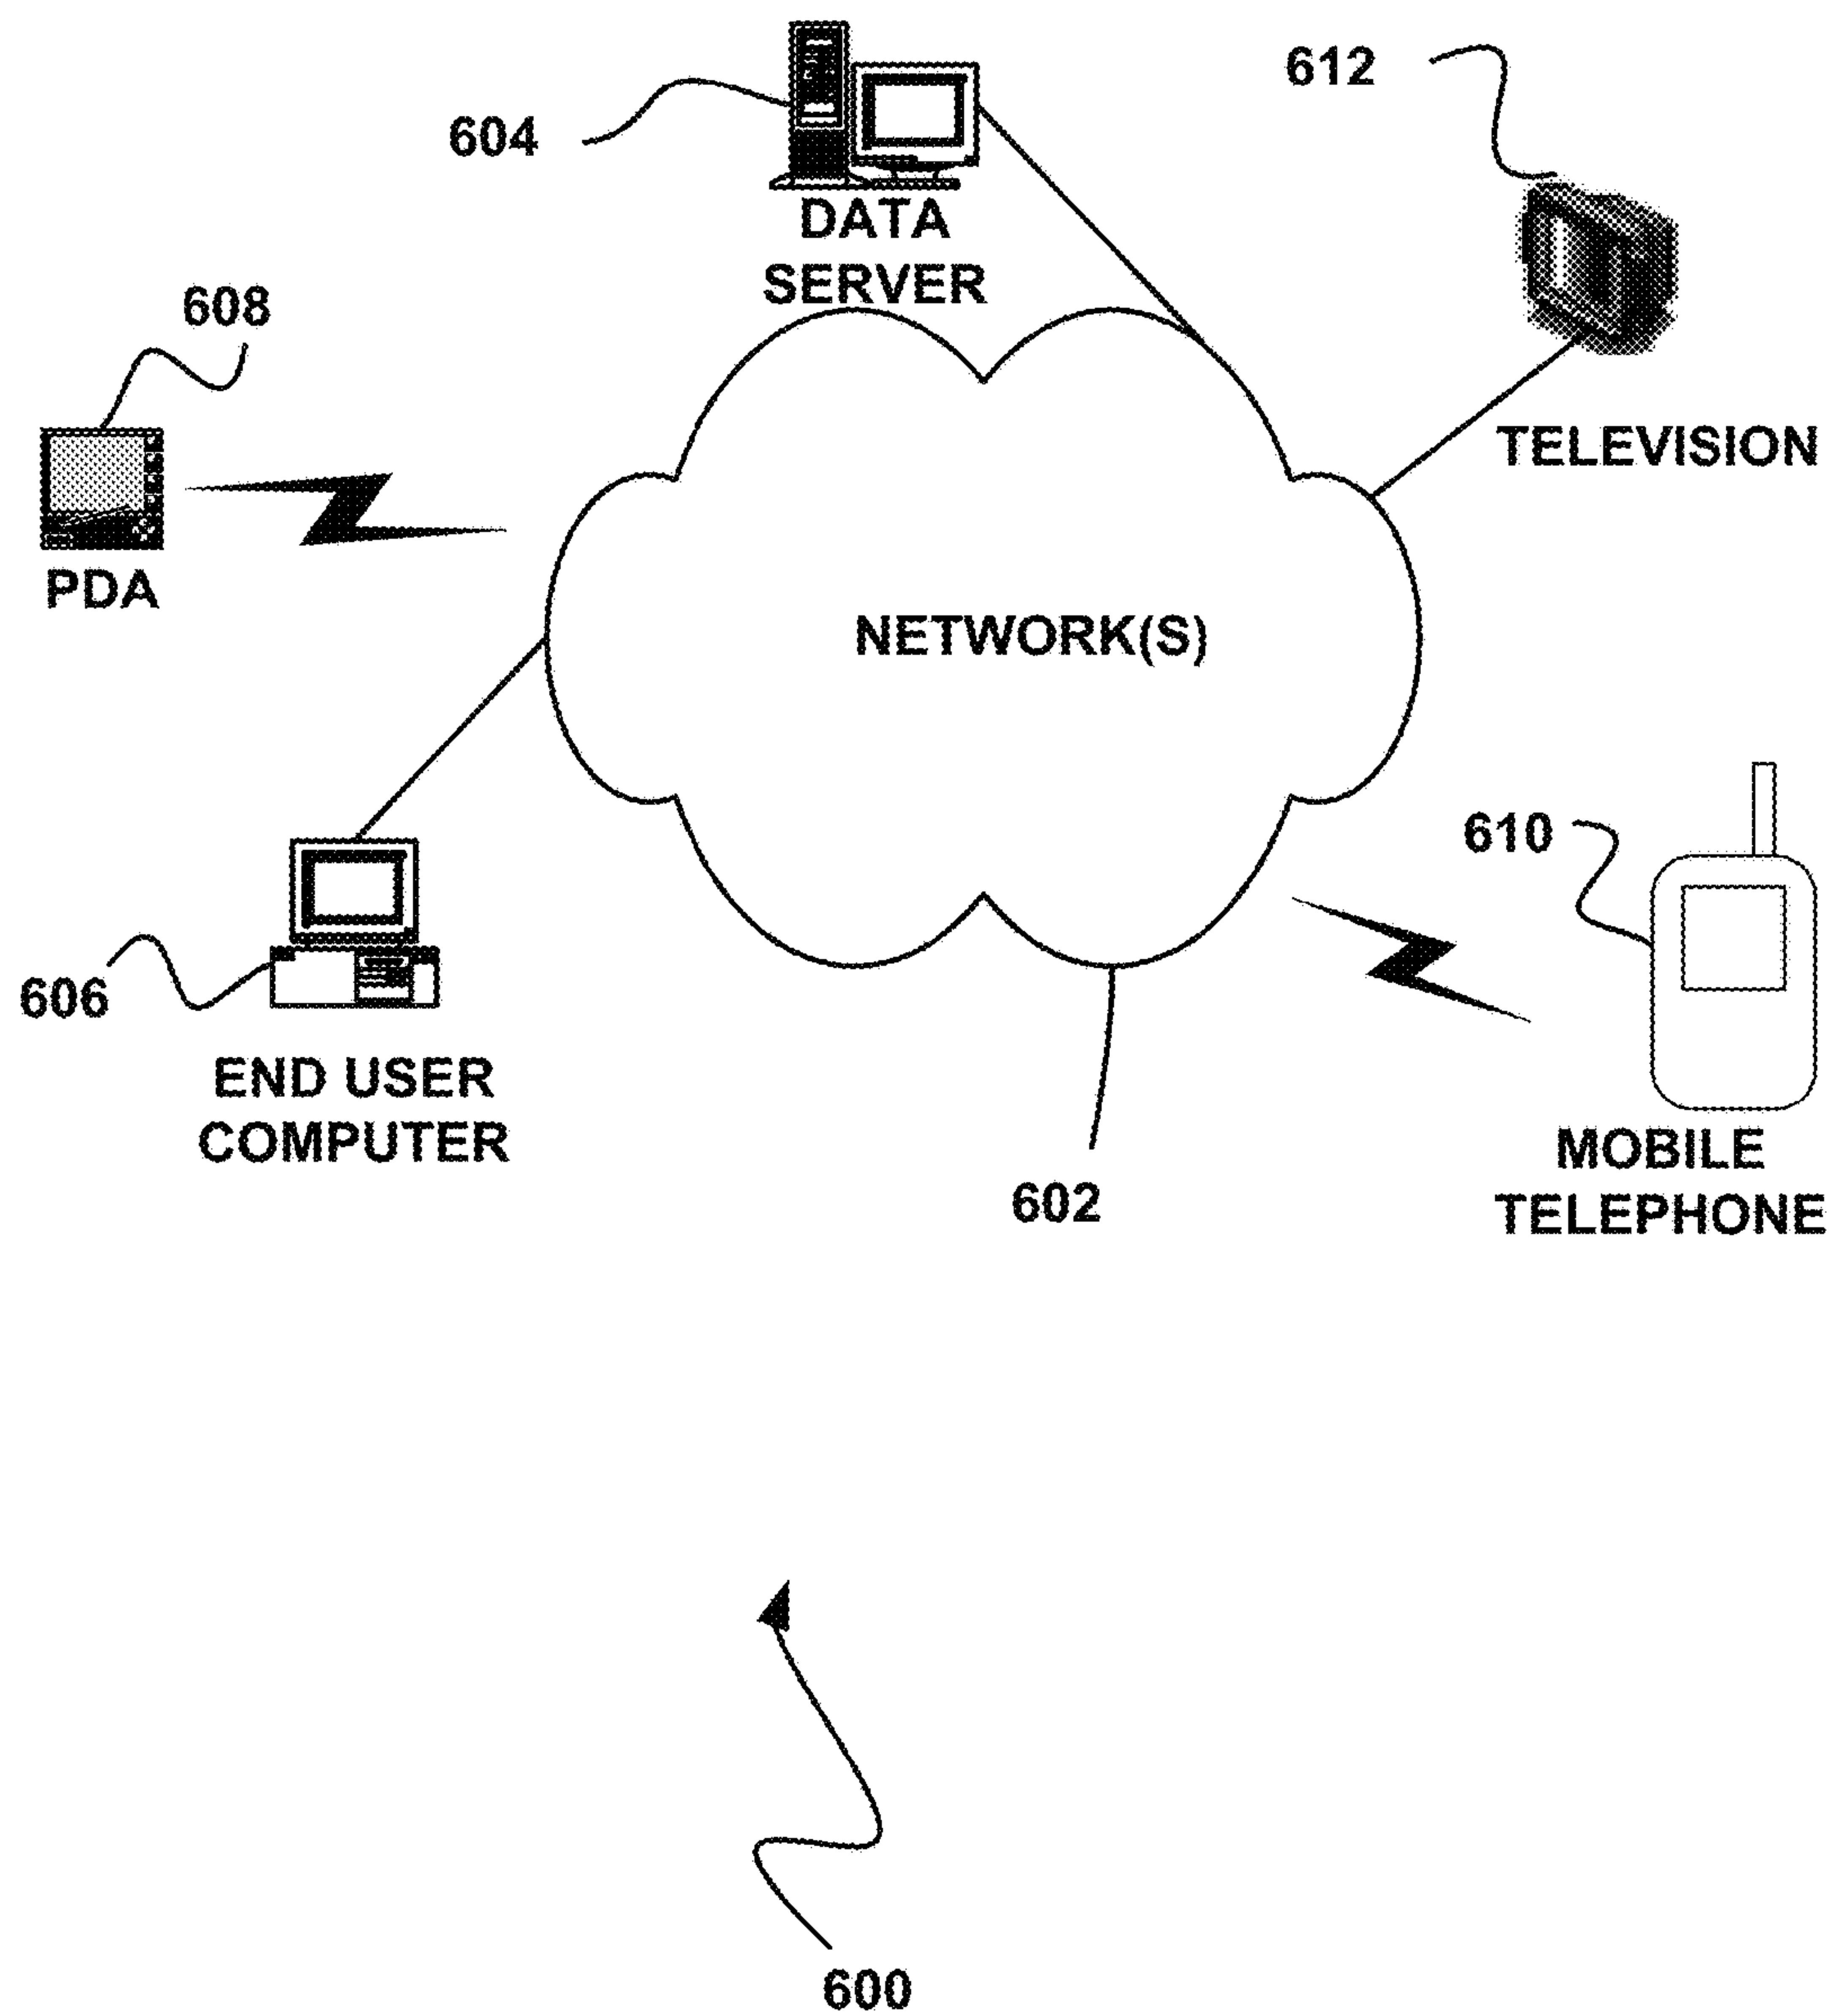 612
604
DATA
SERVER
608
TELEVISION
PDA
NETWORK(S)
610
606
END USER
COMPUTER
MOBILE
TELEPHONE
602
600